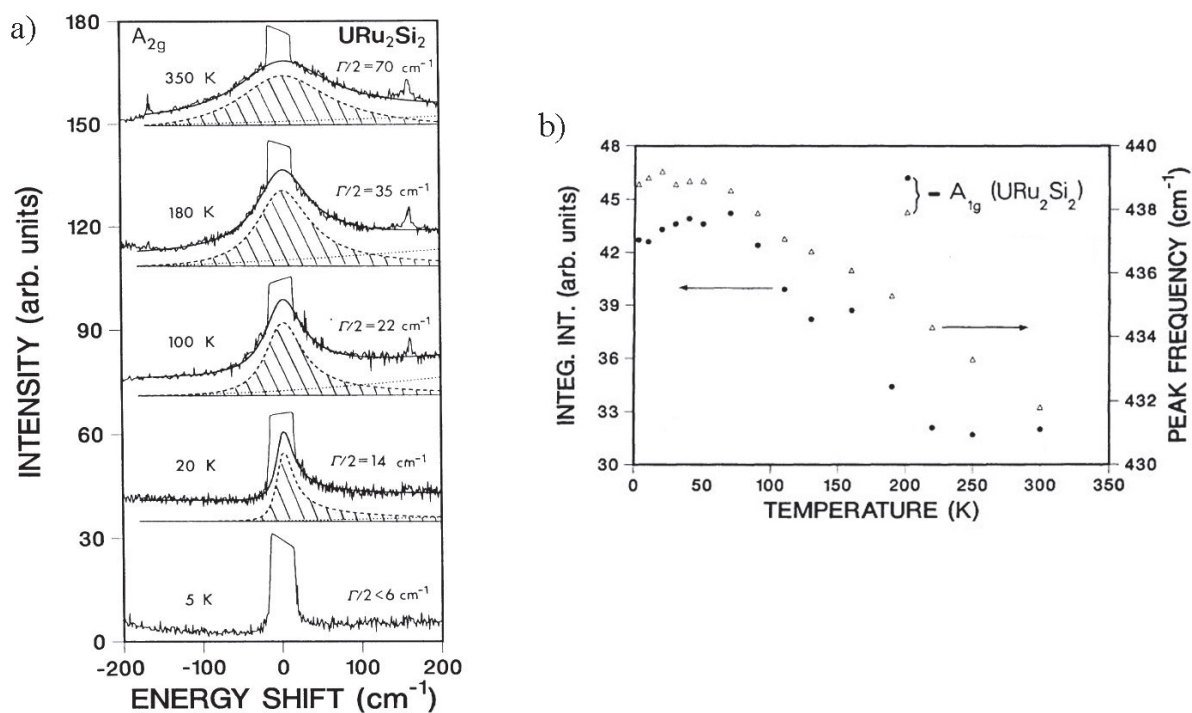 a)
INTENSITY (arb. units)
180
150
120
90
60
30
0
A2g URu2Si2
350 K Γ/2=70 cm-1
180 K Γ/2=35 cm-1
100 K Γ/2=22 cm-1
20 K Γ/2=14 cm-1
5 K Γ/2<6 cm-1
-200 -100 0 100 200
ENERGY SHIFT (cm-1)
b)
INTEG. INT. (arb. units)
48
45
42
39
36
33
30
A1g (URu2Si2)
440
438
436
434
432
430
PEAK FREQUENCY (cm-1)
0 50 100 150 200 250 300 350
TEMPERATURE (K)